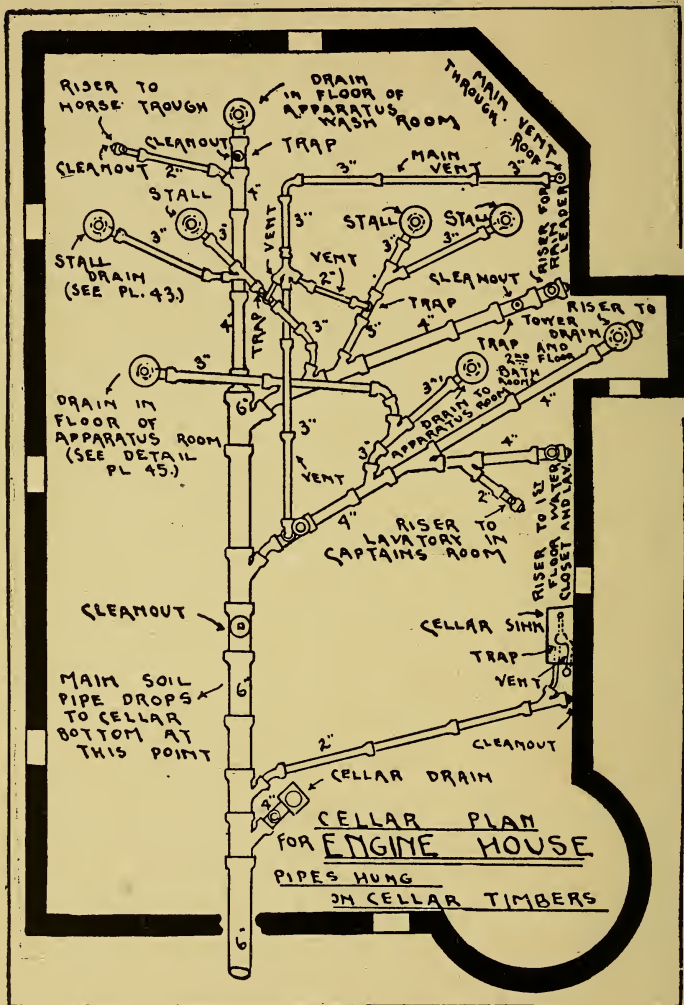 RISER TO
HORSE TROUGH
DRAIN
IN FLOOR OF
APPARATUS
WASH ROOM
MAIN VENT
THROUGH ROOF
CLEANOUT
TRAP
CLEANOUT
2"
4"
3"
MAIN
VENT
3"
STALL
3"
3"
VENT
3"
STALL
STALL
RISER FOR
RAIN
LEADER
3"
STALL
DRAIN
(SEE PL. 43.)
VENT
2"
3"
3"
CLEANOUT
TRAP
RISER TO
4"
TRAP
3"
3"
4"
TOWER
DRAIN
TRAP
AND
2ND FLOOR
BATH
ROOM
3"
6"
3"
DRAIN TO
APPARATUS ROOM
4"
DRAIN IN
FLOOR OF
APPARATUS ROOM
(SEE DETAIL
PL 45.)
3"
VENT
3"
4"
4"
2"
RISER TO
LAVATORY IN
CAPTAINS ROOM
RISER TO 1ST
FLOOR WATER
CLOSET AND LAV.
CLEANOUT
CELLAR SINK
TRAP
VENT
MAIN SOIL
PIPE DROPS
TO CELLAR
BOTTOM AT
THIS POINT
6"
CLEANOUT
2"
CELLAR DRAIN
4"
CELLAR PLAN
FOR ENGINE HOUSE
PIPES HUNG
ON CELLAR TIMBERS
6"